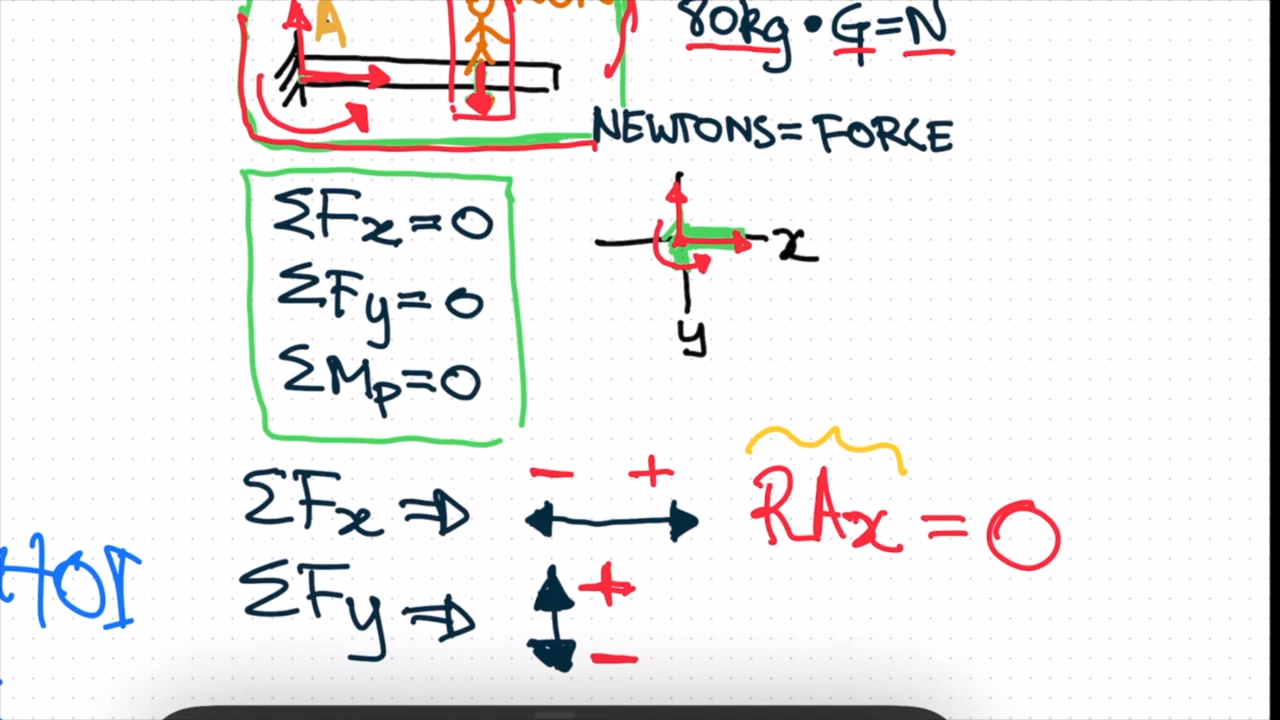 A
80kg • G = N
NEWTONS = FORCE
ΣFx = 0
ΣFy = 0
ΣMp = 0
x
y
ΣFx ⇒ - + RAx = 0
ΣFy ⇒ + -